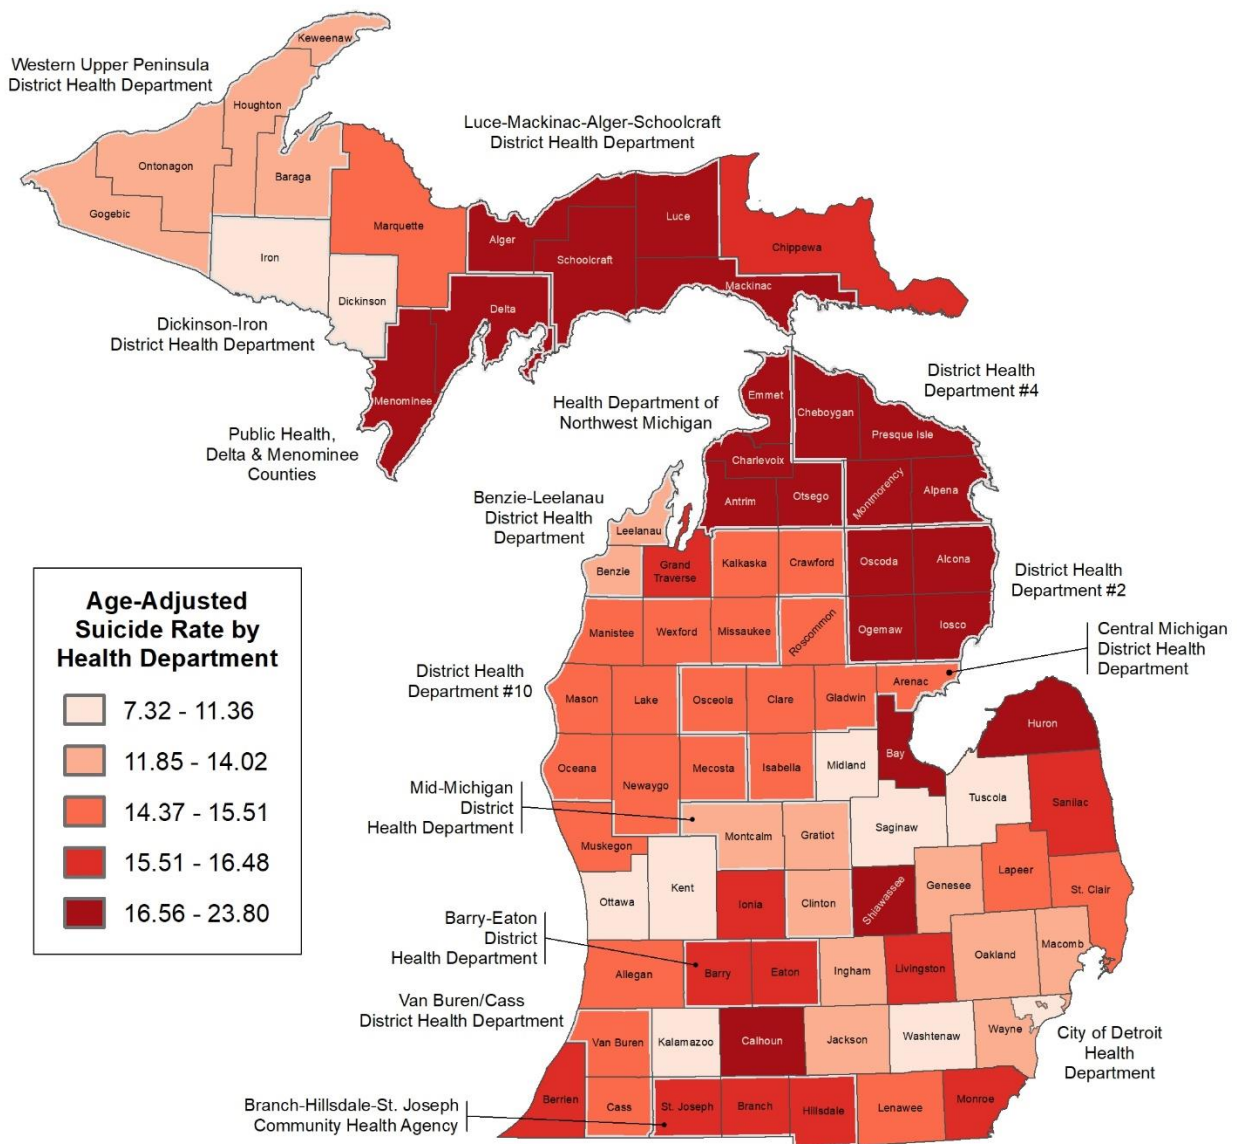 Keweenaw
Western Upper Peninsula
District Health Department
Houghton
Luce-Mackinac-Alger-Schoolcraft
District Health Department
Ontonagon
Baraga
Gogebic
Marquette
Luce
Alger
Chippewa
Schoolcraft
Iron
Mackinac
Dickinson
Delta
Dickinson-Iron
District Health Department
Menominee
Public Health,
Delta & Menominee
Counties
Health Department of
Northwest Michigan
District Health
Department #4
Emmet
Cheboygan
Presque Isle
Charlevoix
Antrim
Otsego
Montmorency
Alpena
Benzie-Leelanau
District Health
Department
Leelanau
Benzie
Grand
Traverse
Kalkaska
Crawford
Oscoda
Alcona
District Health
Department #2
Manistee
Wexford
Missaukee
Roscommon
Ogemaw
Iosco
Central Michigan
District Health
Department
District Health
Department #10
Mason
Lake
Osceola
Clare
Gladwin
Arenac
Huron
Oceana
Newaygo
Mecosta
Isabella
Midland
Bay
Mid-Michigan
District
Health Department
Tuscola
Sanilac
Montcalm
Gratiot
Saginaw
Muskegon
Lapeer
Genesee
St. Clair
Ottawa
Kent
Ionia
Clinton
Shiawassee
Barry-Eaton
District
Health Department
Allegan
Barry
Eaton
Ingham
Livingston
Oakland
Macomb
Van Buren/Cass
District Health Department
Van Buren
Kalamazoo
Calhoun
Jackson
Washtenaw
Wayne
City of Detroit
Health
Department
Branch-Hillsdale-St. Joseph
Community Health Agency
Berrien
Cass
St. Joseph
Branch
Hillsdale
Lenawee
Monroe
Age-Adjusted
Suicide Rate by
Health Department
7.32 - 11.36
11.85 - 14.02
14.37 - 15.51
15.51 - 16.48
16.56 - 23.80